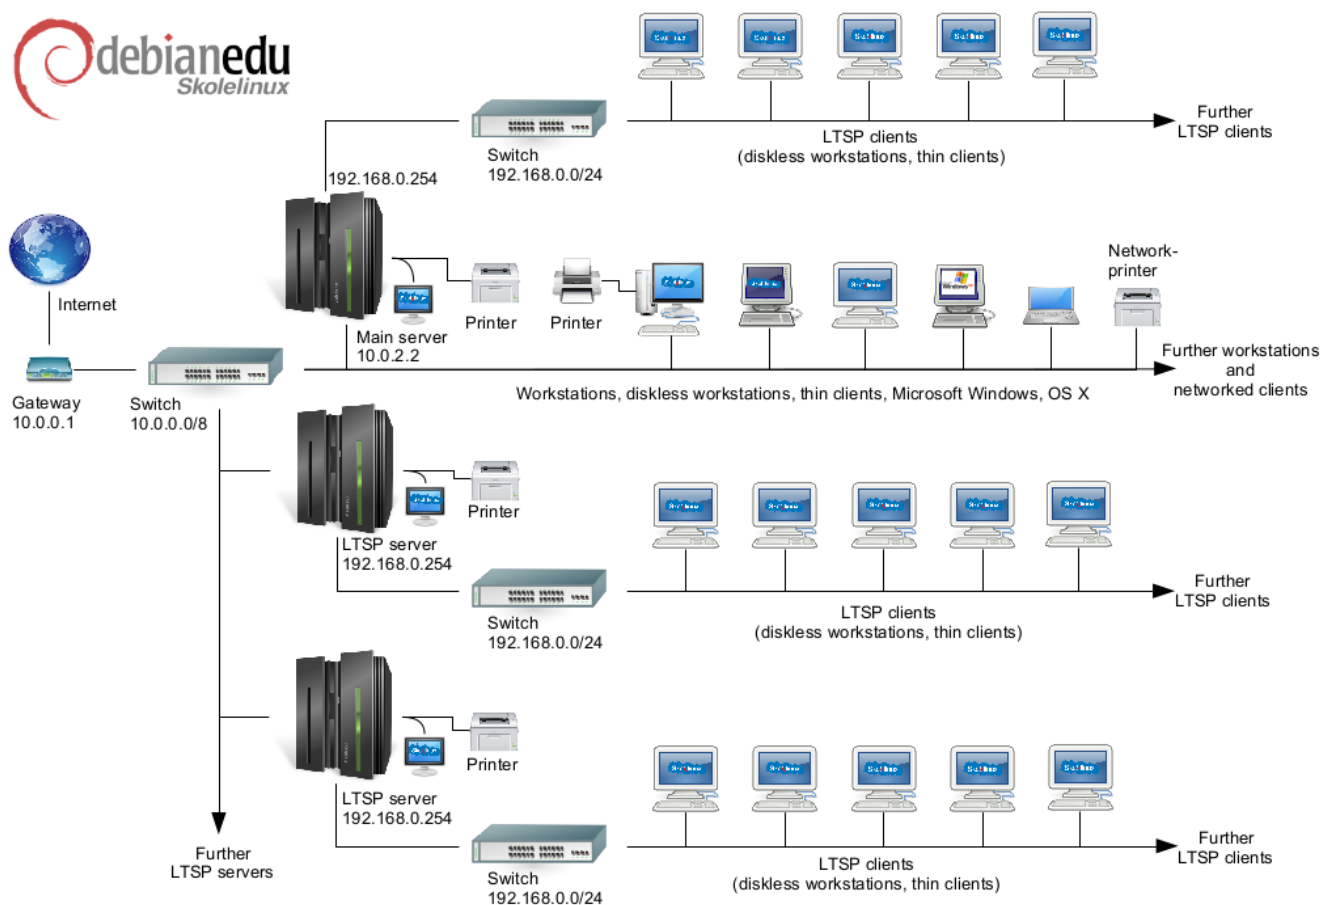 debianedu
Skolelinux
Switch
192.168.0.0/24
LTSP clients
(diskless workstations, thin clients)
Further
LTSP clients
192.168.0.254
Internet
Gateway
10.0.0.1
Switch
10.0.0.0/8
Main server
10.0.2.2
Printer
Printer
Windows
Network-
printer
Workstations, diskless workstations, thin clients, Microsoft Windows, OS X
Further workstations
and
networked clients
LTSP server
192.168.0.254
Printer
Switch
192.168.0.0/24
LTSP clients
(diskless workstations, thin clients)
Further
LTSP clients
LTSP server
192.168.0.254
Printer
Switch
192.168.0.0/24
LTSP clients
(diskless workstations, thin clients)
Further
LTSP clients
Further
LTSP servers